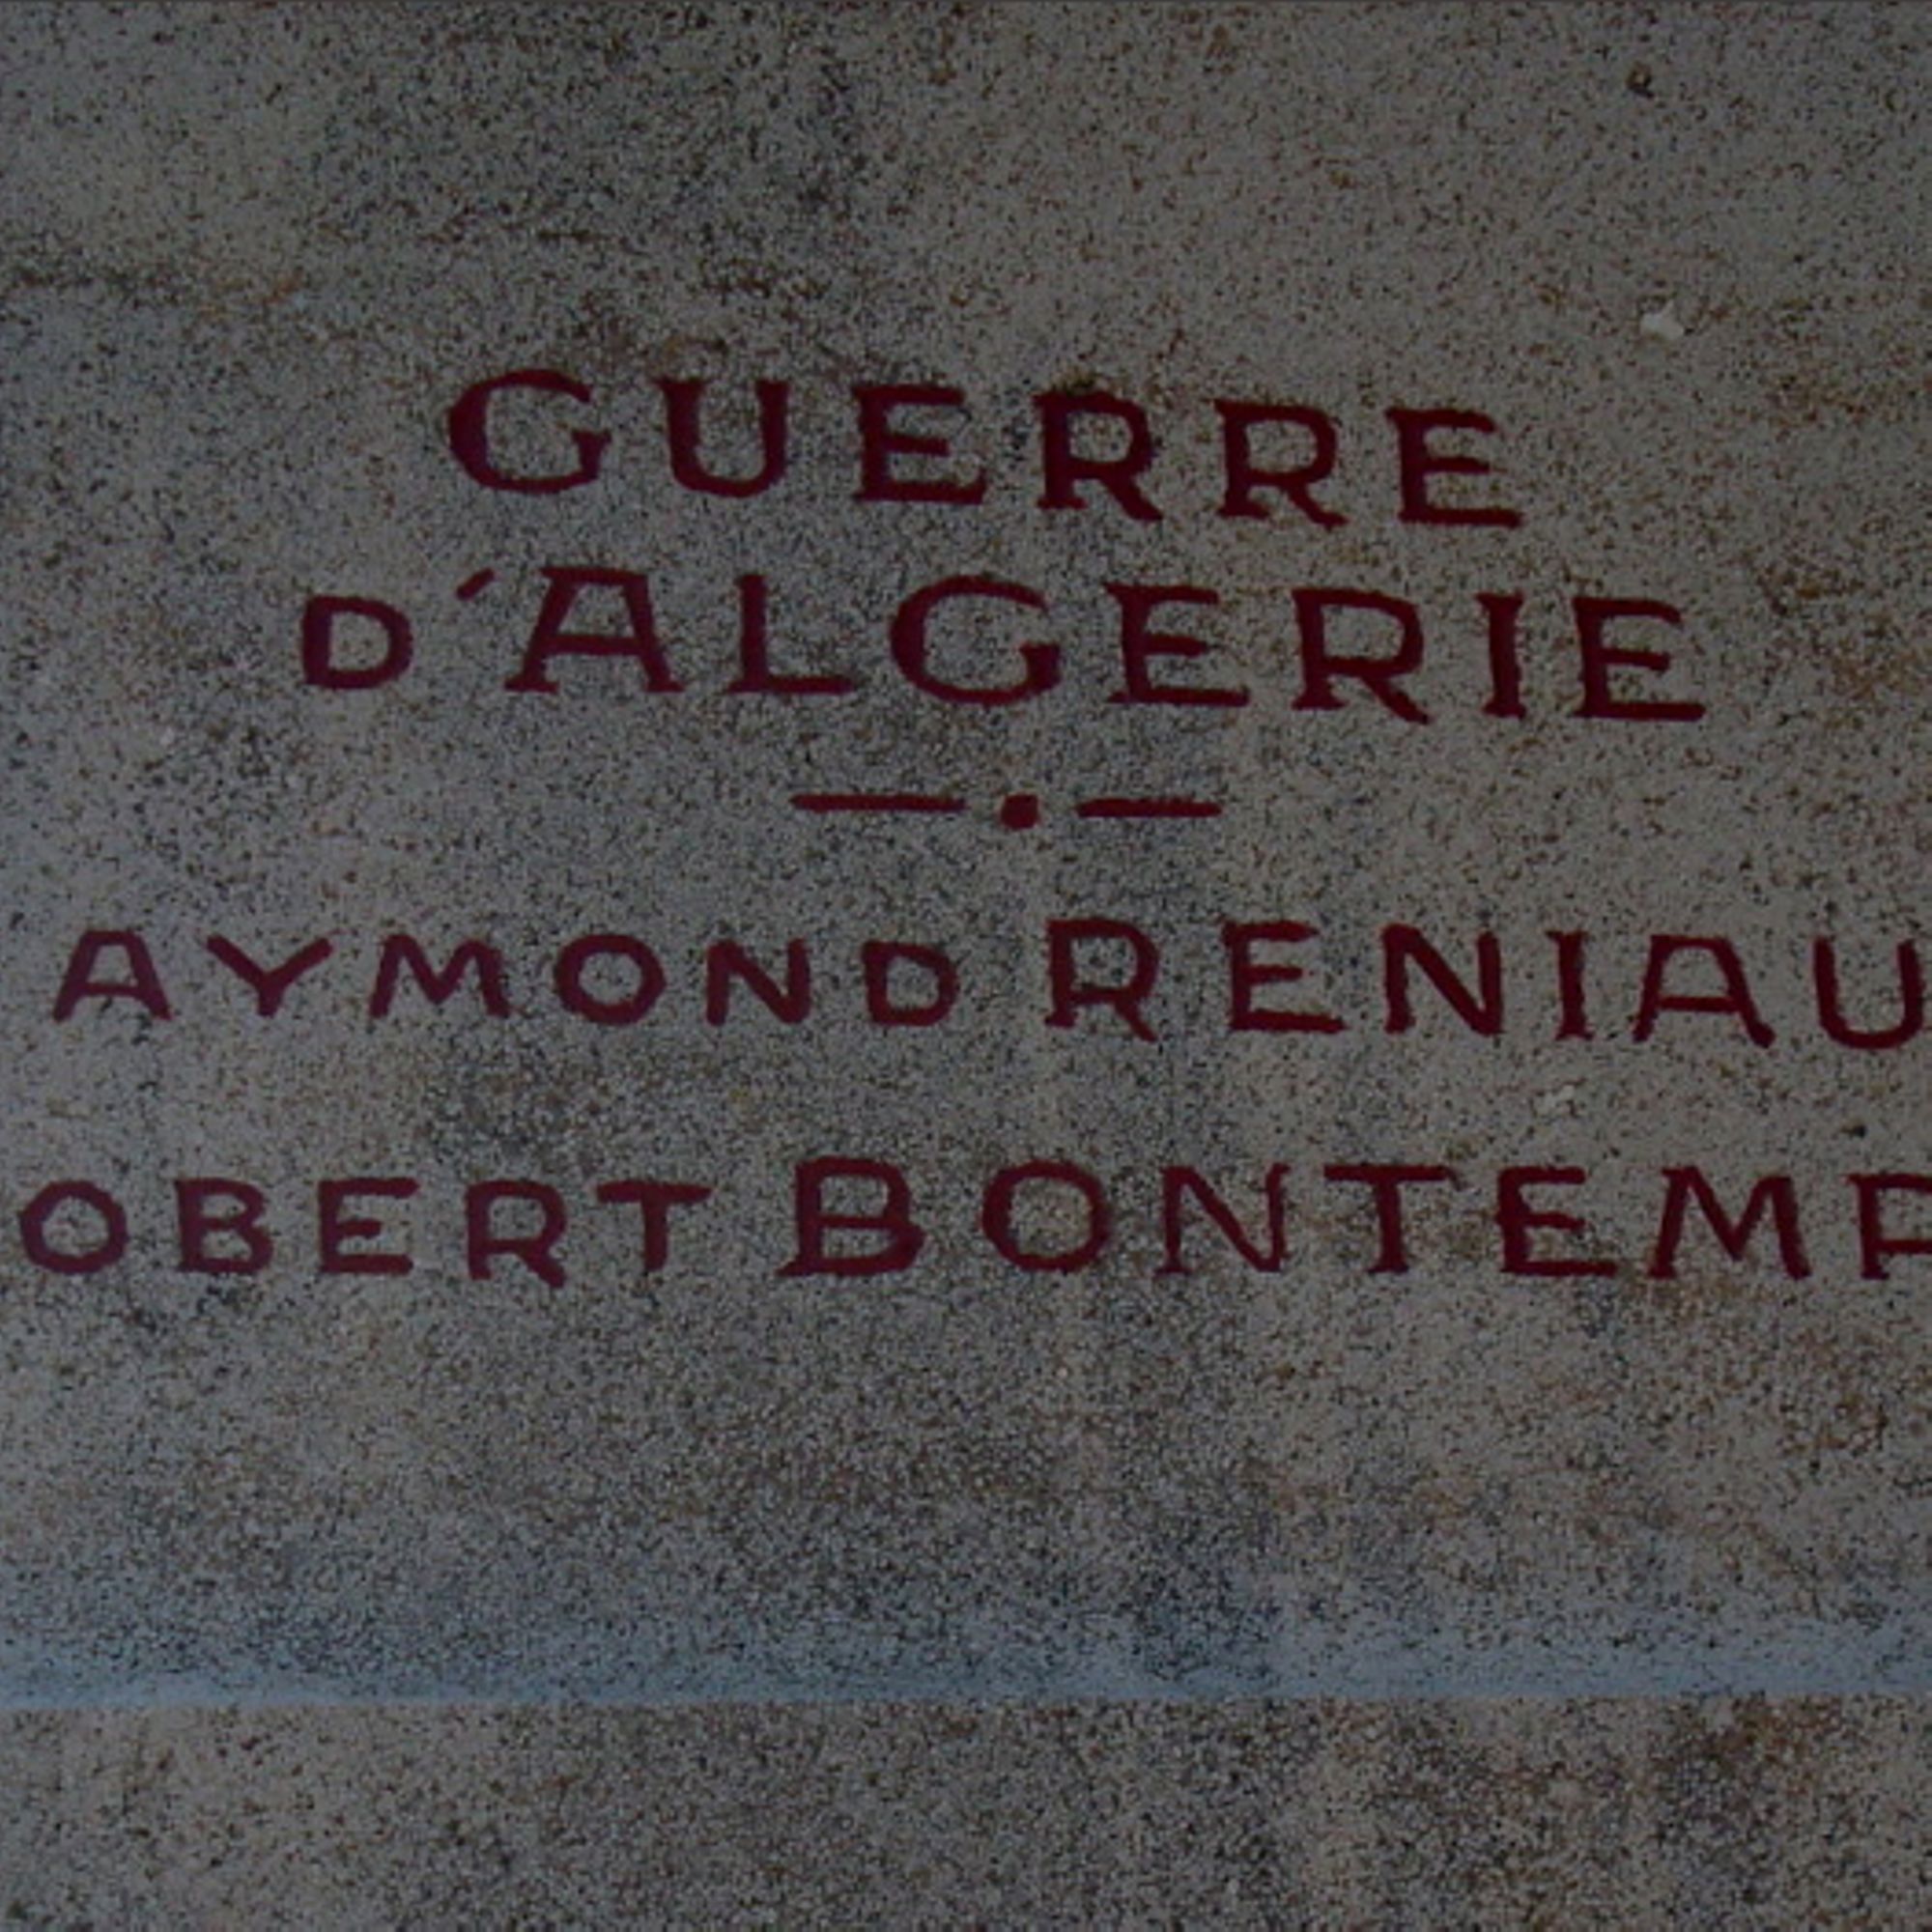 GUERRE
D'ALGERIE
AYMOND RENIAU
OBERT BONTEMP